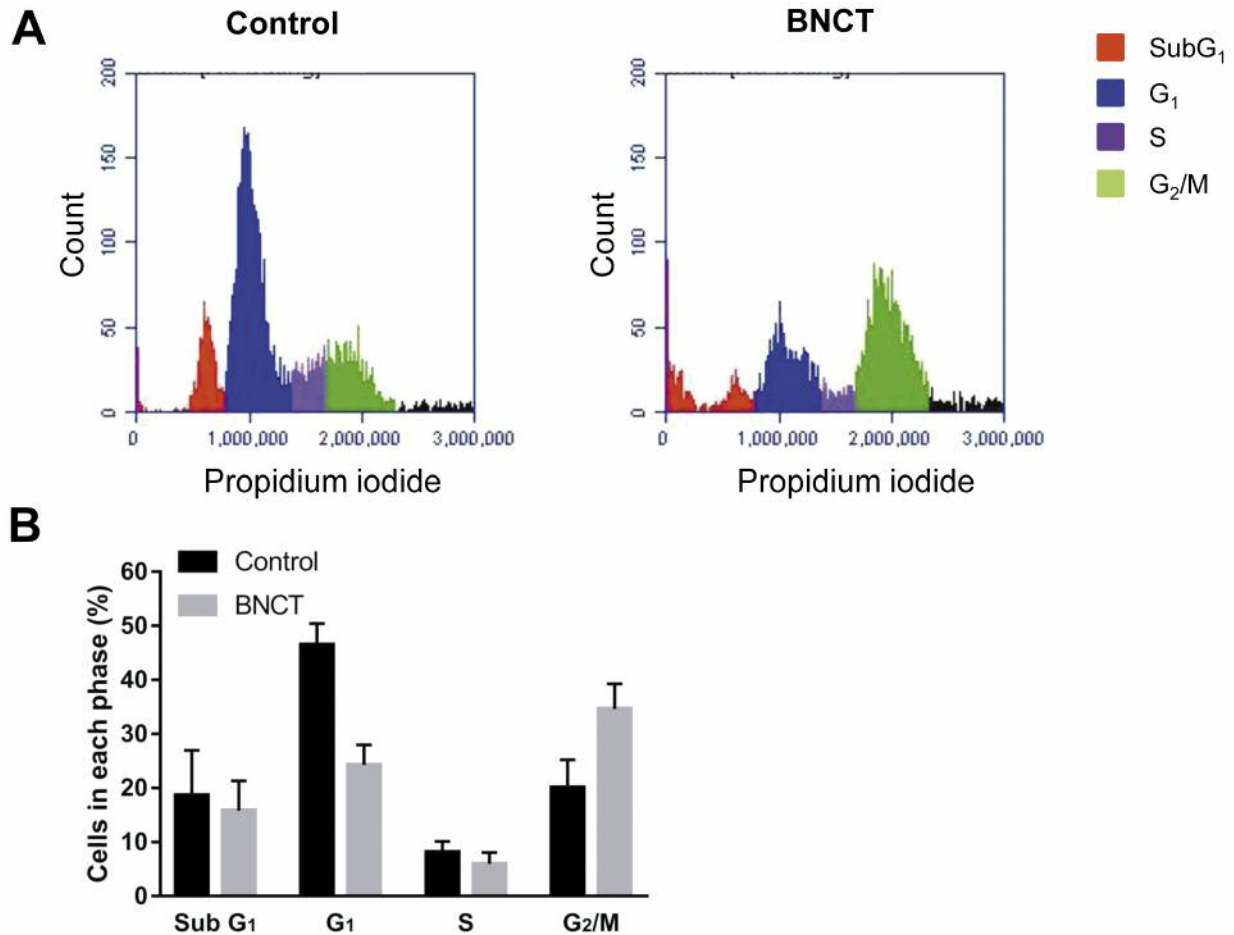 A
Control
BNCT
SubG₁
G₁
S
G₂/M
200
150
100
50
0
Count
0
1,000,000
2,000,000
3,000,000
Propidium iodide
200
150
100
50
0
Count
0
1,000,000
2,000,000
3,000,000
Propidium iodide
B
Control
BNCT
Cells in each phase (%)
60
50
40
30
20
10
0
Sub G₁
G₁
S
G₂/M